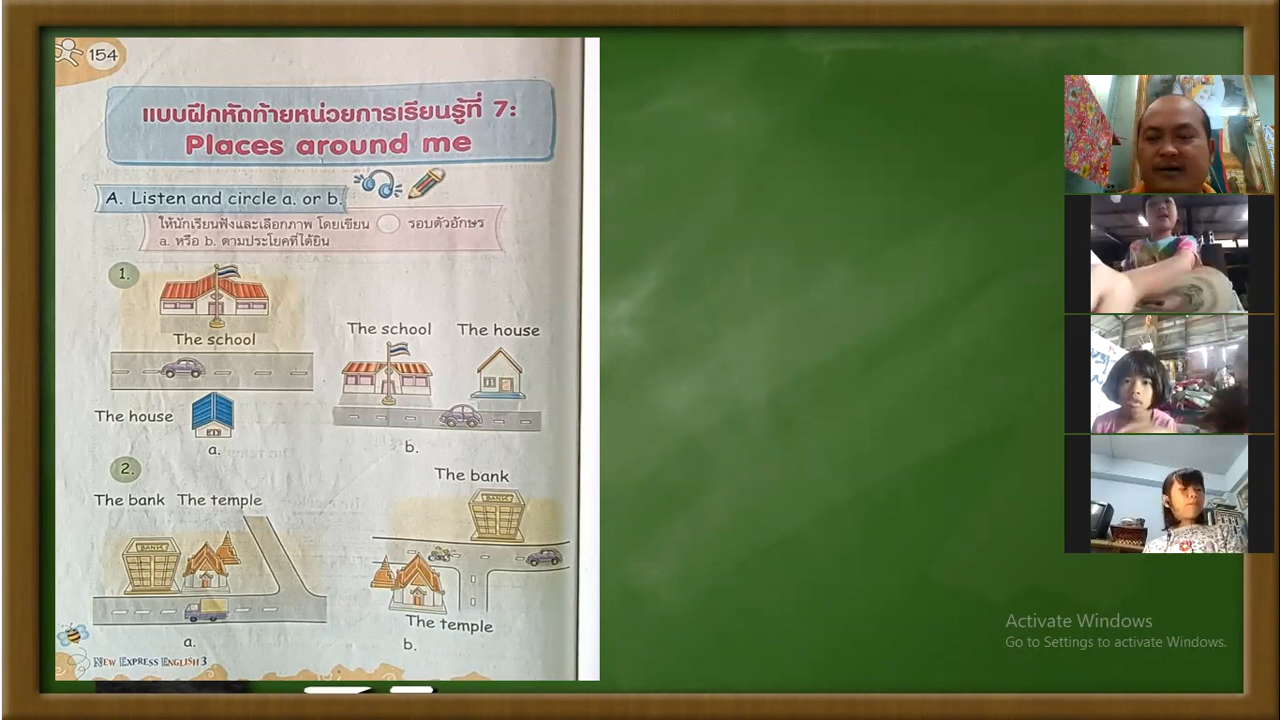 154
แบบฝึกหัดท้ายหน่วยการเรียนรู้ที่ 7:
Places around me
A. Listen and circle a. or b.
ให้นักเรียนฟังและเลือกภาพ โดยเขียน รอบตัวอักษร
a. หรือ b. ตามประโยคที่ได้ยิน
1.
The school
The house
a.
The school The house
b.
2.
The bank The temple
BANK
a.
The bank
BANK
The temple
b.
NEW EXPRESS ENGLISH 3
Activate Windows
Go to Settings to activate Windows.